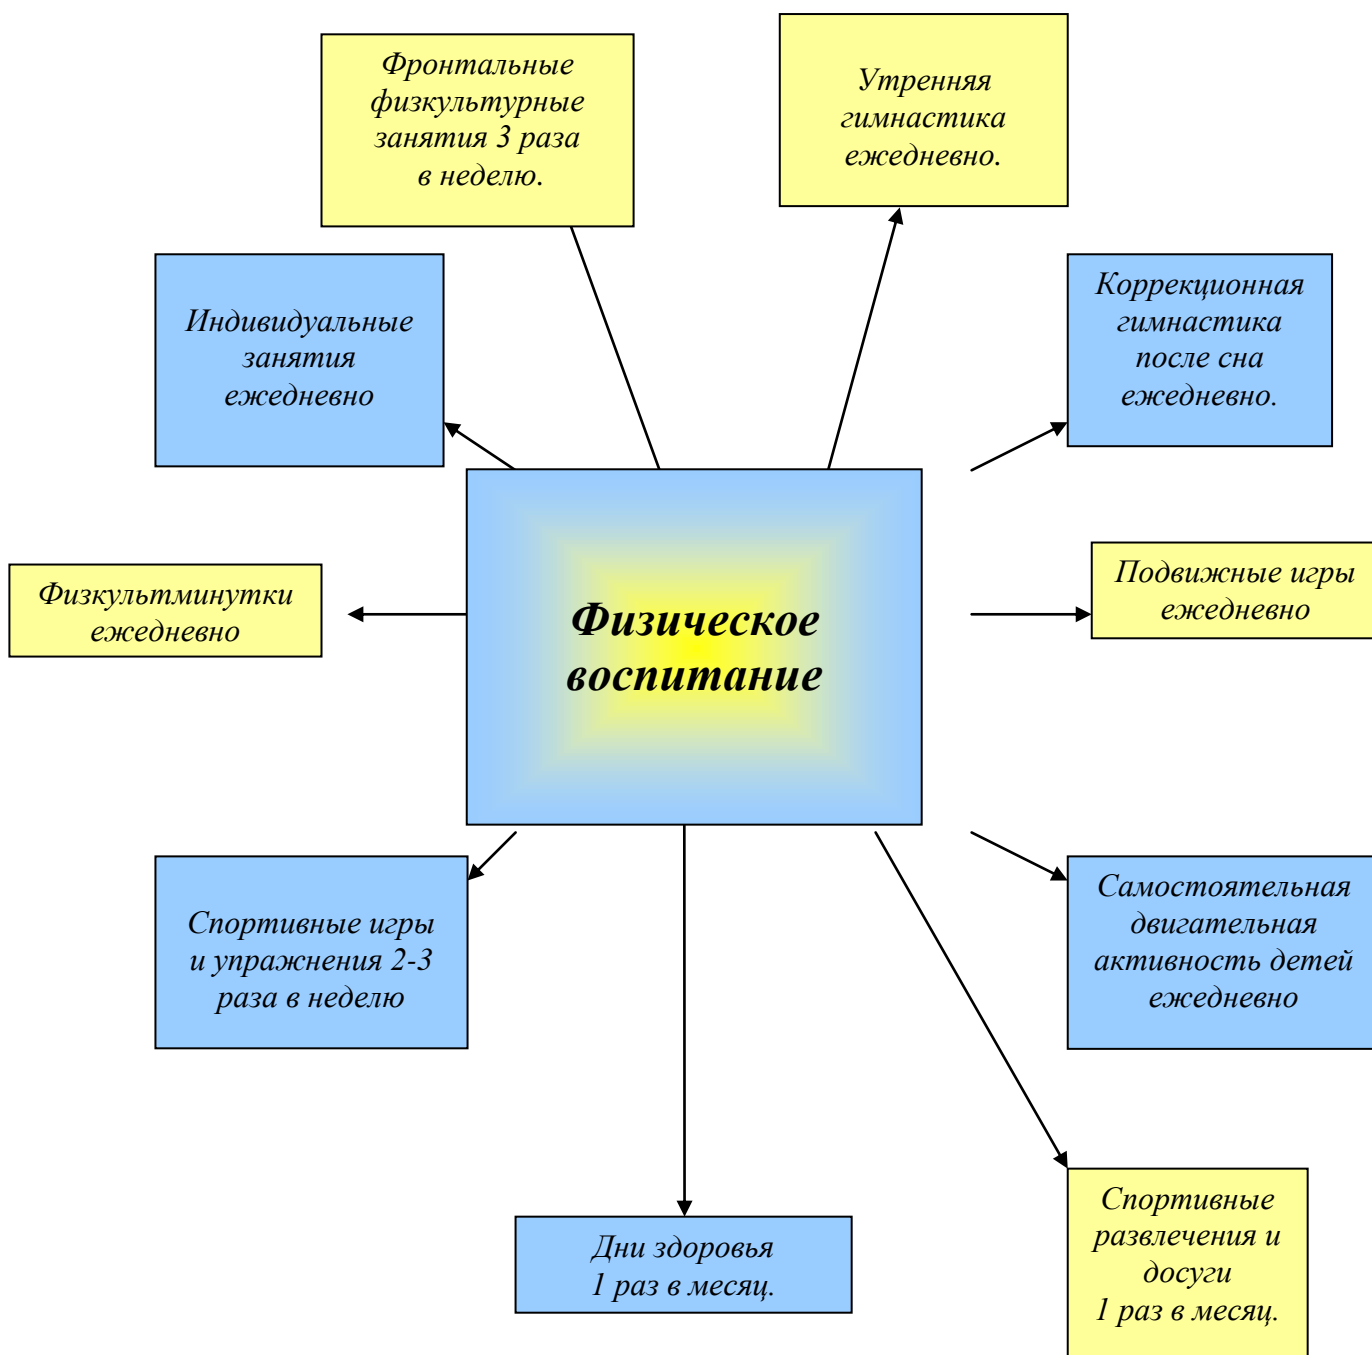 Фронтальные
физкультурные
занятия 3 раза
в неделю.
Утренняя
гимнастика
ежедневно.
Индивидуальные
занятия
ежедневно
Коррекционная
гимнастика
после сна
ежедневно.
Физкультминутки
ежедневно
Физическое
воспитание
Подвижные игры
ежедневно
Спортивные игры
и упражнения 2-3
раза в неделю
Самостоятельная
двигательная
активность детей
ежедневно
Дни здоровья
1 раз в месяц.
Спортивные
развлечения и
досуги
1 раз в месяц.